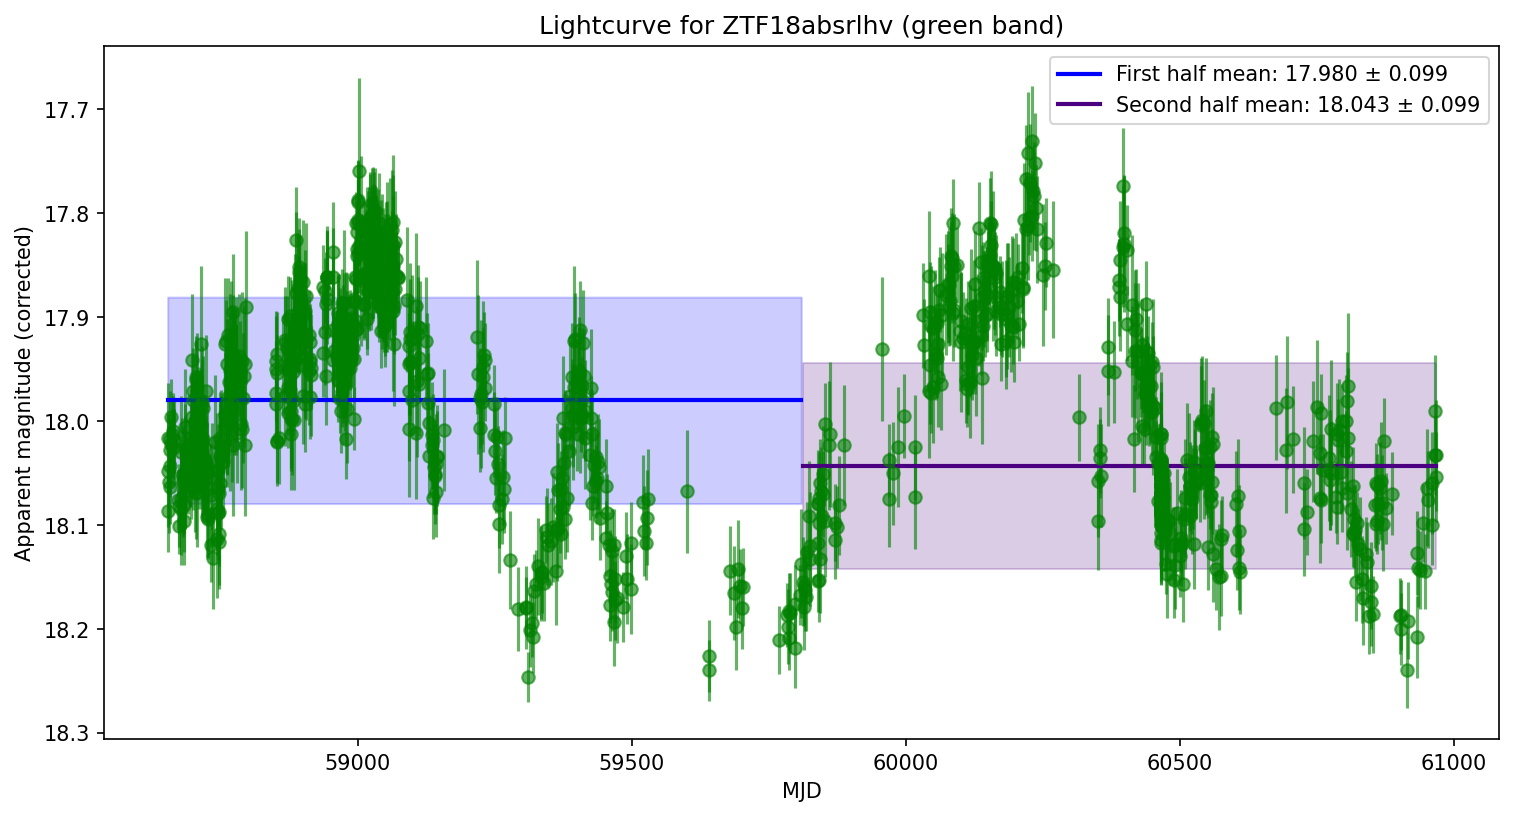 Lightcurve for ZTF18absrlhv (green band)
First half mean: 17.980 ± 0.099
Second half mean: 18.043 ± 0.099
Apparent magnitude (corrected)
17.7
17.8
17.9
18.0
18.1
18.2
18.3
59000 59500 60000 60500 61000
MJD